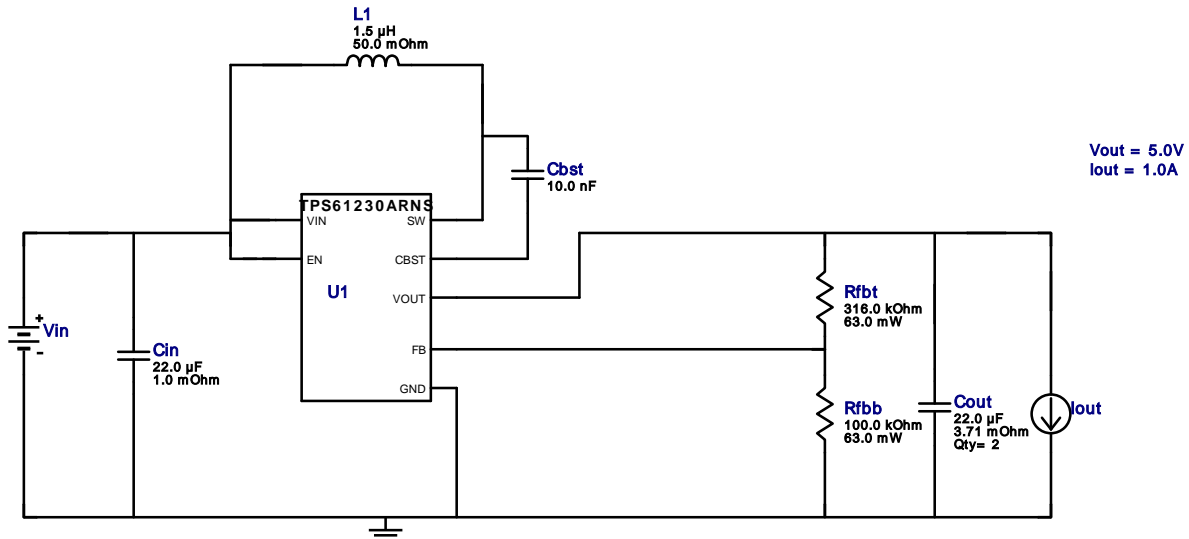 L1
1.5 µH
50.0 mOhm
Vout = 5.0V
Iout = 1.0A
Cbst
10.0 nF
TPS61230ARNS
VIN
SW
EN
CBST
U1
VOUT
FB
GND
+
Vin
-
Cin
22.0 µF
1.0 mOhm
Rfbt
316.0 kOhm
63.0 mW
Rfbb
100.0 kOhm
63.0 mW
Cout
22.0 µF
3.71 mOhm
Qty= 2
Iout